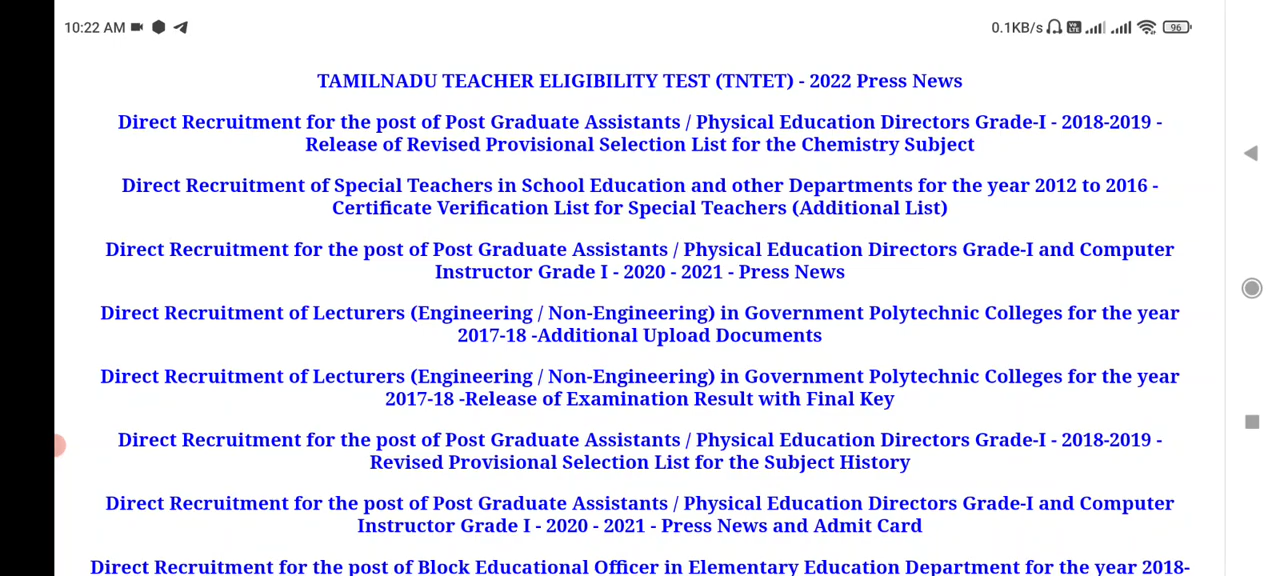 10:22 AM
0.1KB/s
Vo LTE
96
TAMILNADU TEACHER ELIGIBILITY TEST (TNTET) - 2022 Press News
Direct Recruitment for the post of Post Graduate Assistants / Physical Education Directors Grade-I - 2018-2019 -
Release of Revised Provisional Selection List for the Chemistry Subject
Direct Recruitment of Special Teachers in School Education and other Departments for the year 2012 to 2016 -
Certificate Verification List for Special Teachers (Additional List)
Direct Recruitment for the post of Post Graduate Assistants / Physical Education Directors Grade-I and Computer
Instructor Grade I - 2020 - 2021 - Press News
Direct Recruitment of Lecturers (Engineering / Non-Engineering) in Government Polytechnic Colleges for the year
2017-18 -Additional Upload Documents
Direct Recruitment of Lecturers (Engineering / Non-Engineering) in Government Polytechnic Colleges for the year
2017-18 -Release of Examination Result with Final Key
Direct Recruitment for the post of Post Graduate Assistants / Physical Education Directors Grade-I - 2018-2019 -
Revised Provisional Selection List for the Subject History
Direct Recruitment for the post of Post Graduate Assistants / Physical Education Directors Grade-I and Computer
Instructor Grade I - 2020 - 2021 - Press News and Admit Card
Direct Recruitment for the post of Block Educational Officer in Elementary Education Department for the year 2018-